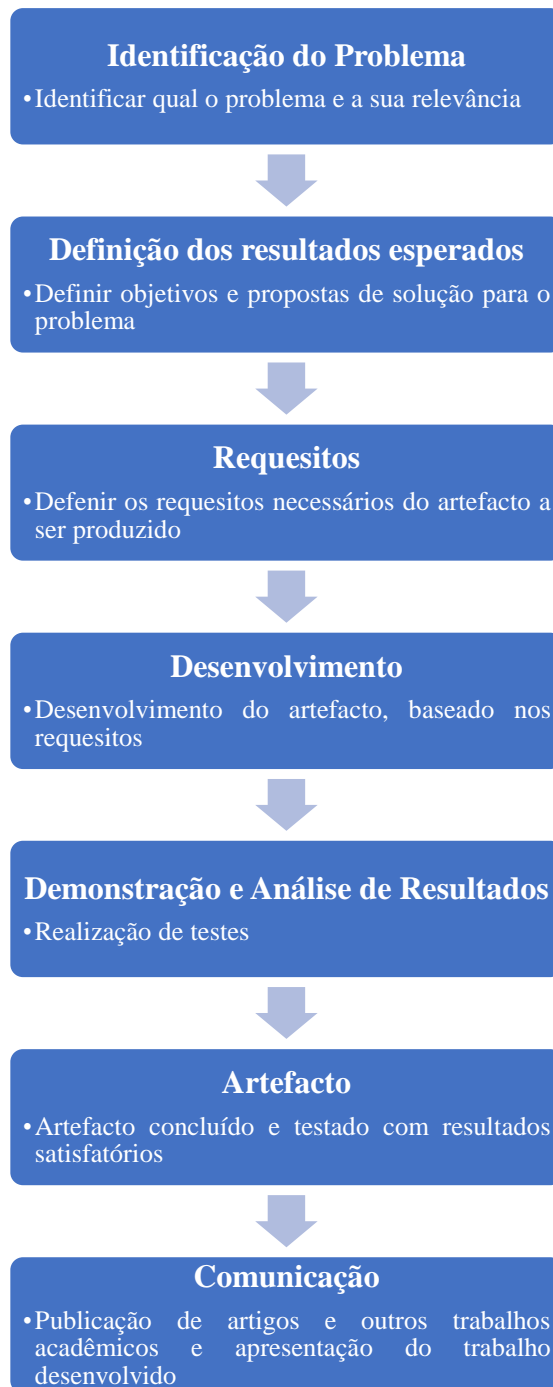 Identificação do Problema
•Identificar qual o problema e a sua relevância
Definição dos resultados esperados
•Definir objetivos e propostas de solução para o
problema
Requesitos
•Defenir os requesitos necessários do artefacto a
ser produzido
Desenvolvimento
•Desenvolvimento do artefacto, baseado nos
requesitos
Demonstração e Análise de Resultados
•Realização de testes
Artefacto
•Artefacto concluído e testado com resultados
satisfatórios
Comunicação
•Publicação de artigos e outros trabalhos
acadêmicos e apresentação do trabalho
desenvolvido